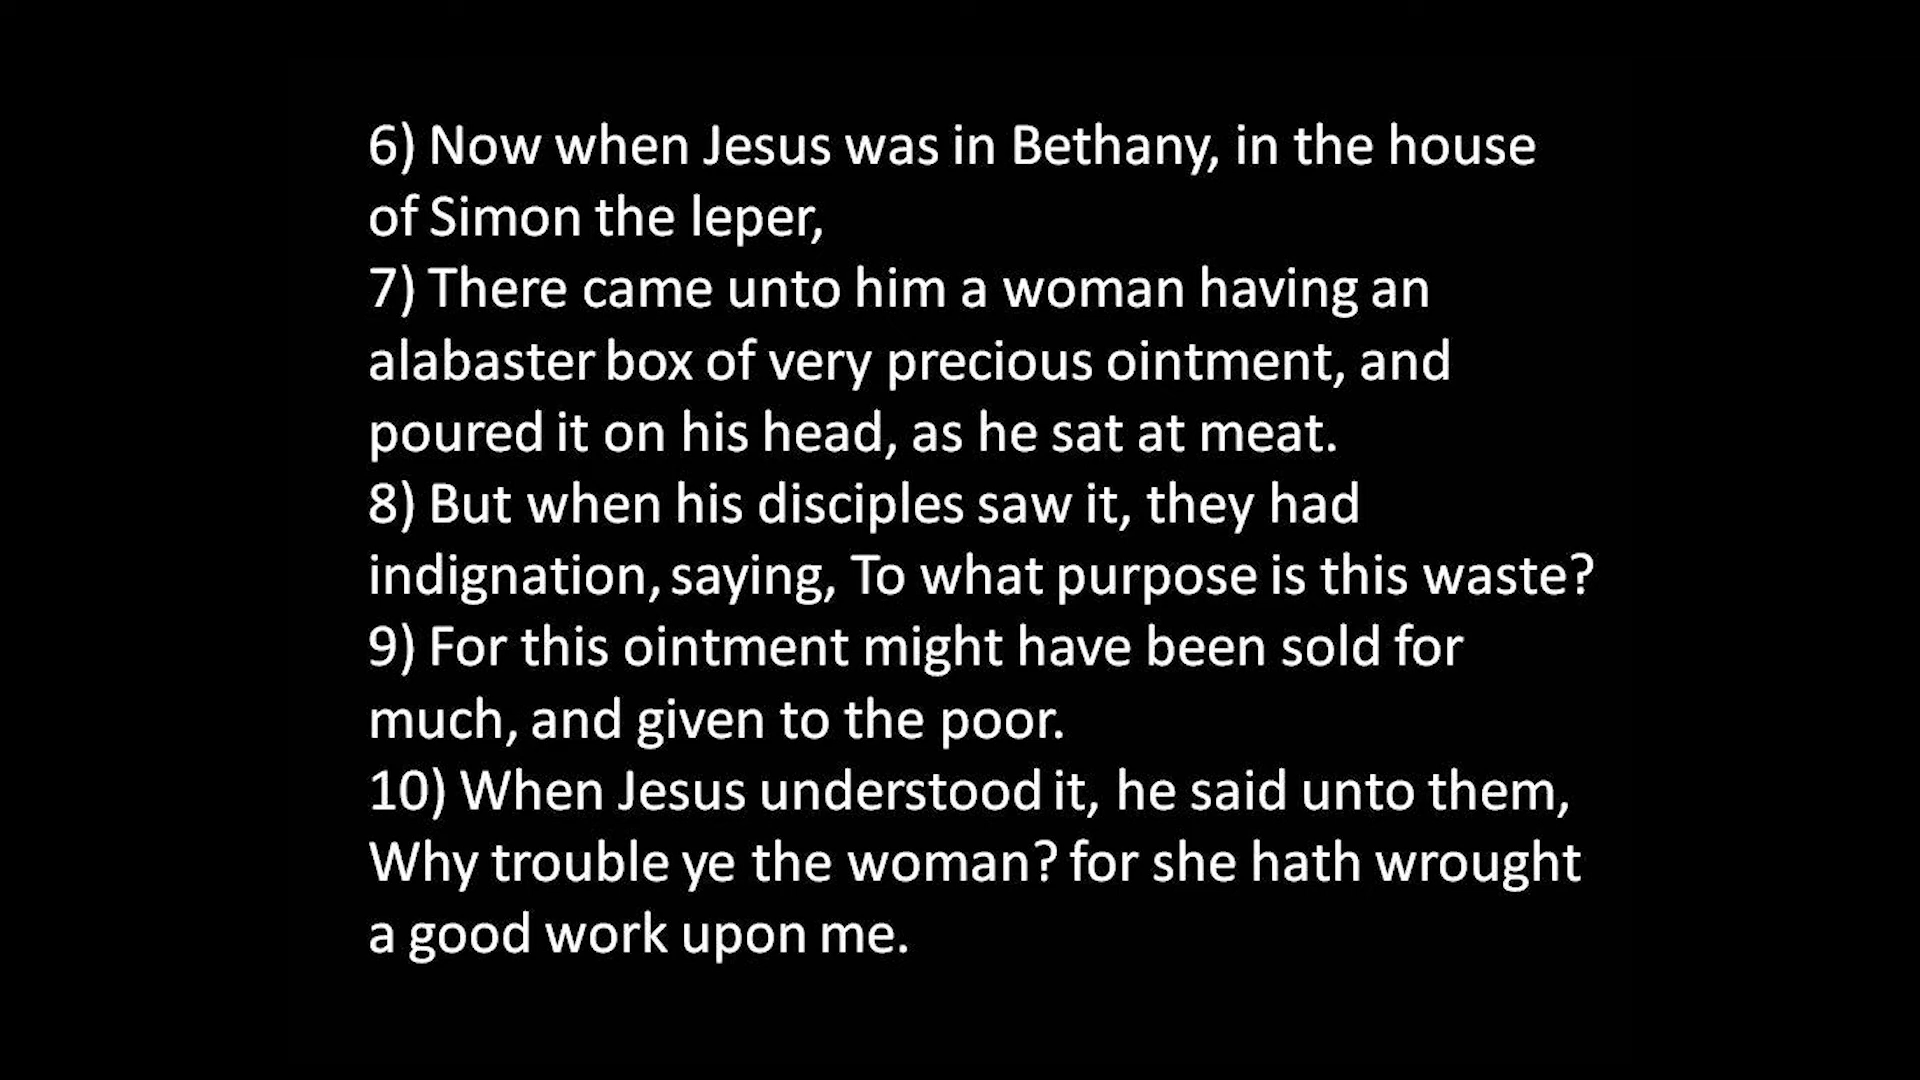 6) Now when Jesus was in Bethany, in the house
of Simon the leper,
7) There came unto him a woman having an
alabaster box of very precious ointment, and
poured it on his head, as he sat at meat.
8) But when his disciples saw it, they had
indignation, saying, To what purpose is this waste?
9) For this ointment might have been sold for
much, and given to the poor.
10) When Jesus understood it, he said unto them,
Why trouble ye the woman? for she hath wrought
a good work upon me.